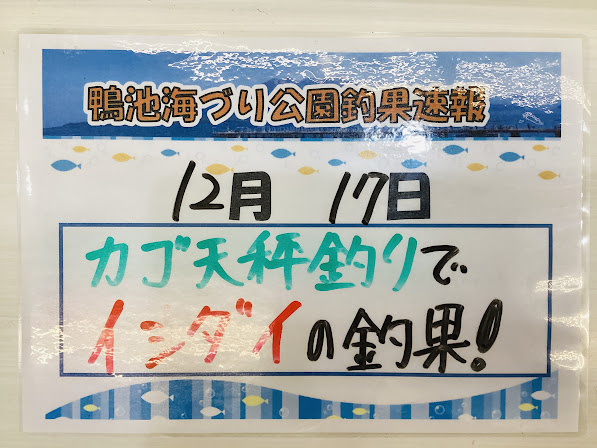 鴨池海づり公園釣果速報
12月 17日
カゴ天秤釣りで
イシダイの釣果!